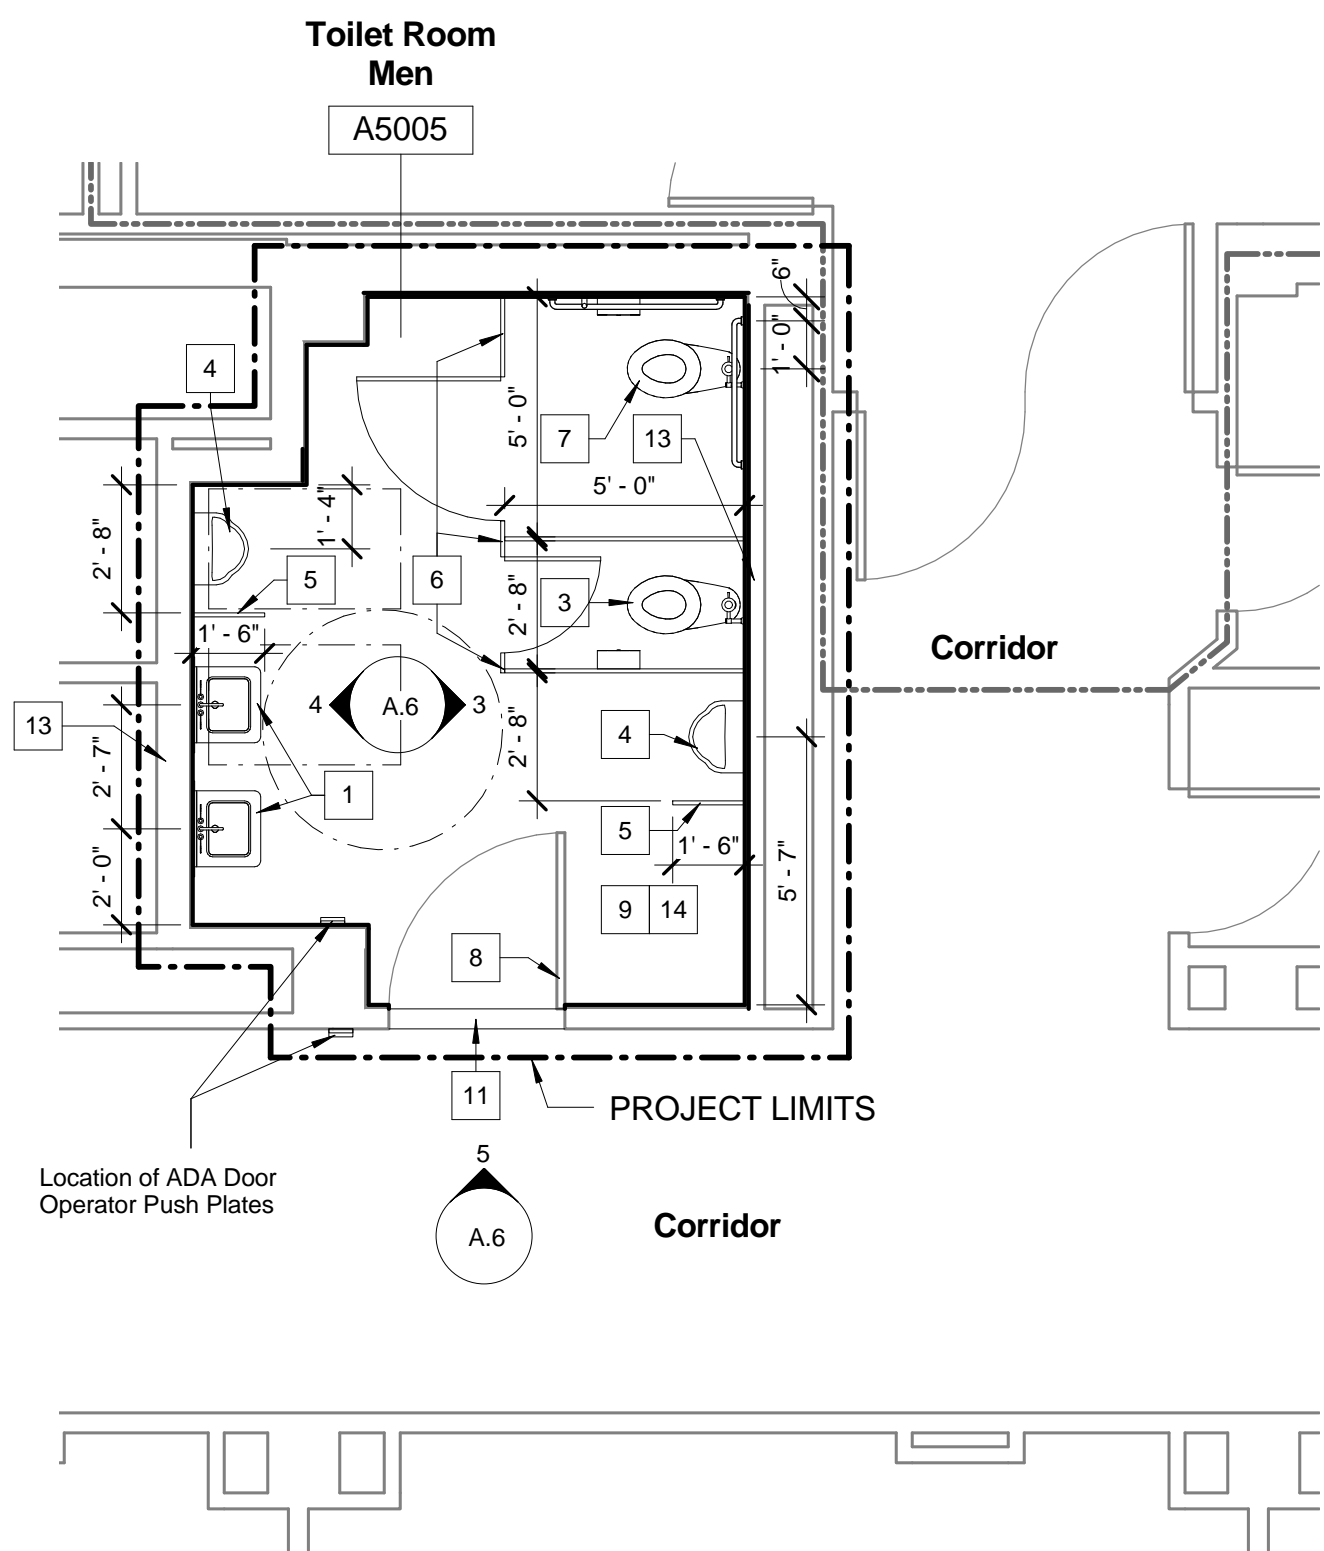 Toilet Room
Men
A5005
6"
1' - 0"
4
5' - 0"
7
13
5' - 0"
1' - 4"
2' - 8"
5
6
3
2' - 8"
1' - 6"
Corridor
4
A.6
3
13
2' - 8"
4
2' - 7"
1
5
1' - 6"
5' - 7"
2' - 0"
9
14
8
11
PROJECT LIMITS
5
Location of ADA Door
Operator Push Plates
A.6
Corridor